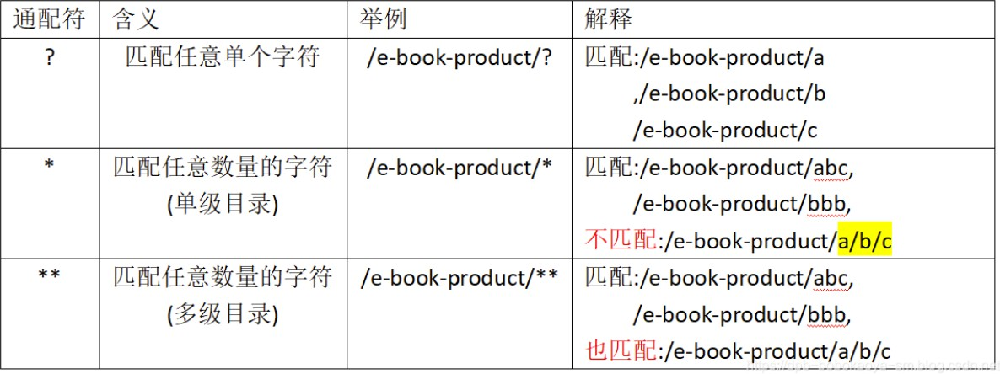 通配符 含义 举例 解释
? 匹配任意单个字符 /e-book-product/? 匹配:/e-book-product/a
,/e-book-product/b
/e-book-product/c
* 匹配任意数量的字符 /e-book-product/* 匹配:/e-book-product/abc,
(单级目录) /e-book-product/bbb,
不匹配:/e-book-product/a/b/c
** 匹配任意数量的字符 /e-book-product/** 匹配:/e-book-product/abc,
(多级目录) /e-book-product/bbb,
也匹配:/e-book-product/a/b/c